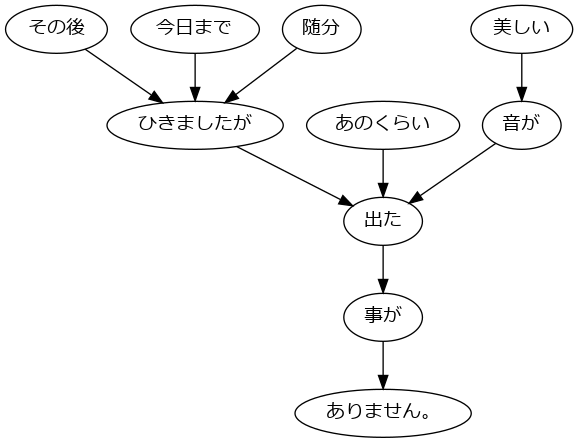 その後
今日まで
随分
美しい
ひきましたが
あのくらい
音が
出た
事が
ありません。